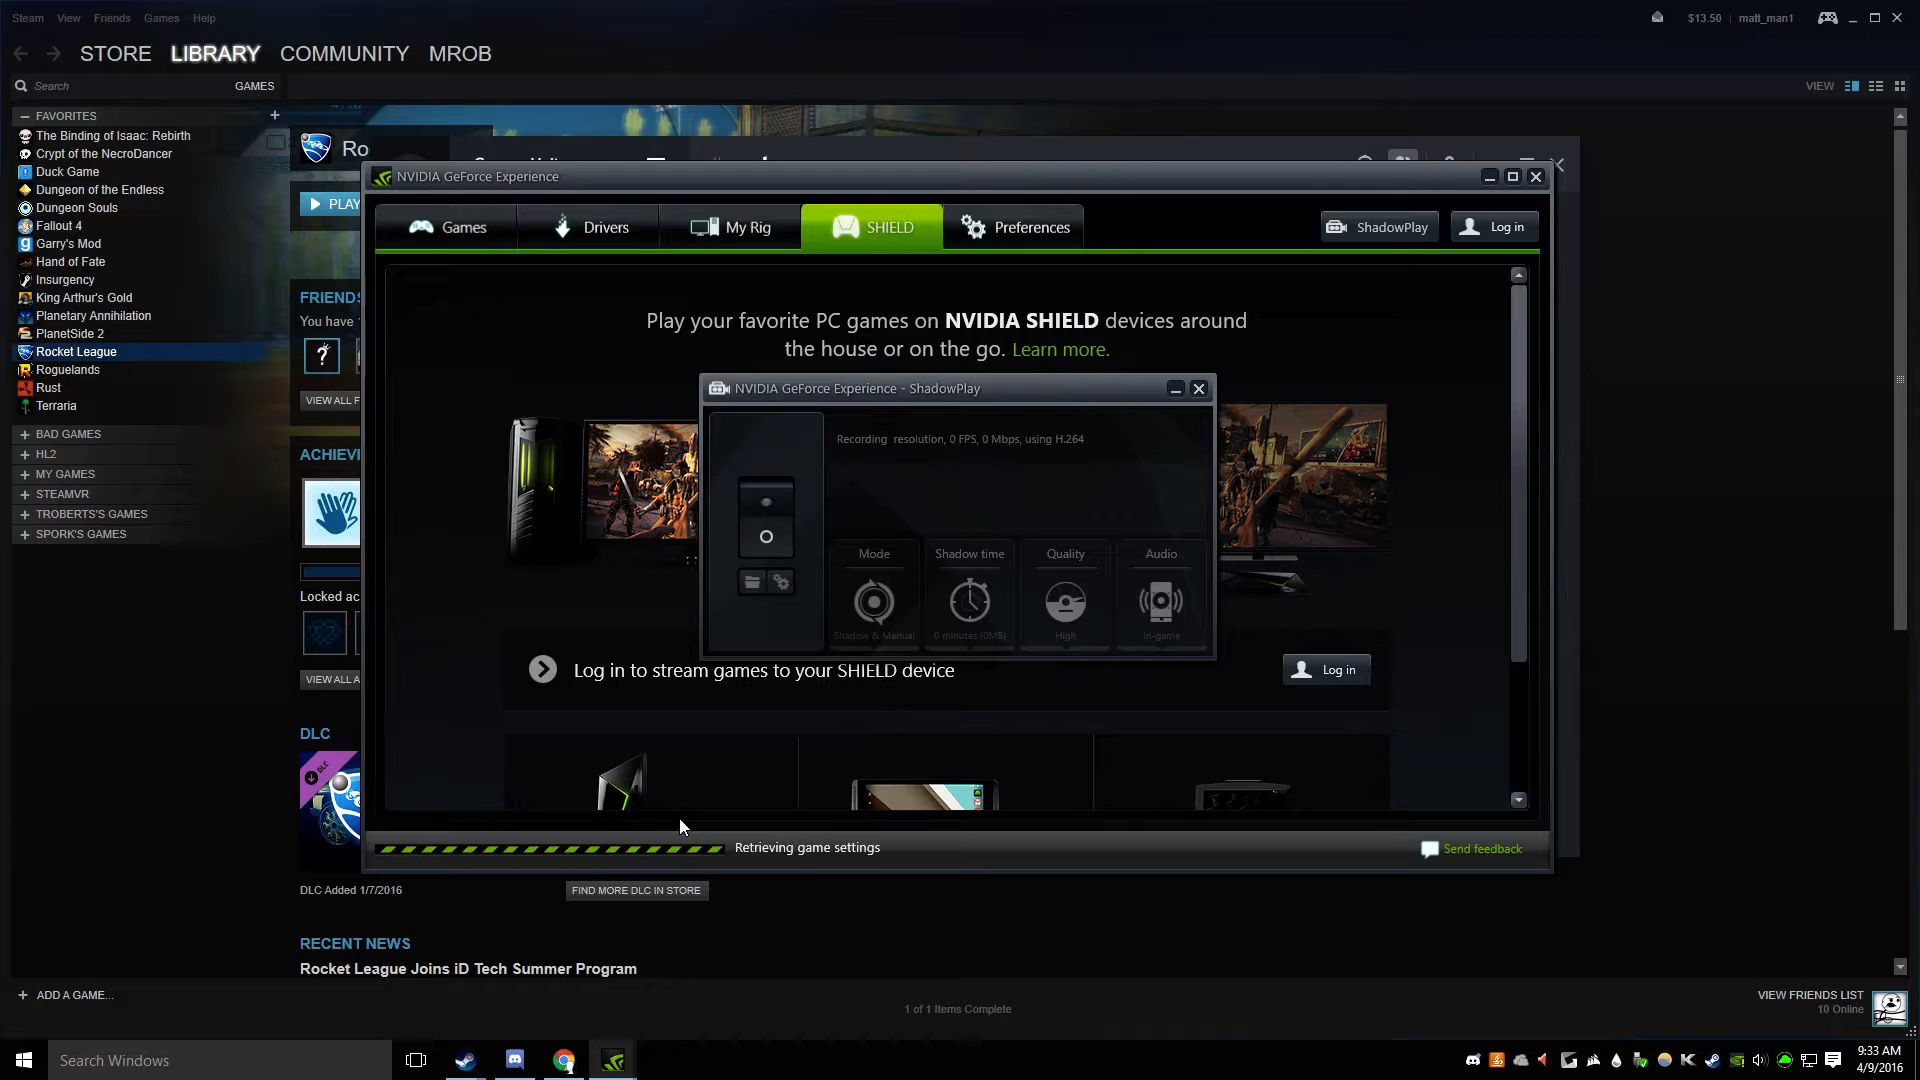 Steam View Friends Games Help
$13.50 matt_man1
STORE LIBRARY COMMUNITY MROB
Search GAMES
VIEW
FAVORITES
The Binding of Isaac: Rebirth
Crypt of the NecroDancer
Duck Game
Dungeon of the Endless
Dungeon Souls
Fallout 4
Garry's Mod
Hand of Fate
Insurgency
King Arthur's Gold
Planetary Annihilation
PlanetSide 2
Rocket League
Roguelands
Rust
Terraria
BAD GAMES
HL2
MY GAMES
STEAMVR
TROBERTS'S GAMES
SPORK'S GAMES
Ro
PLAY
FRIENDS
You have
VIEW ALL F
ACHIEV
Locked ac
VIEW ALL A
DLC
DLC
DLC Added 1/7/2016
FIND MORE DLC IN STORE
RECENT NEWS
Rocket League Joins iD Tech Summer Program
NVIDIA GeForce Experience
Games Drivers My Rig SHIELD Preferences
ShadowPlay Log in
Play your favorite PC games on NVIDIA SHIELD devices around
the house or on the go. Learn more.
NVIDIA GeForce Experience - ShadowPlay
Recording resolution, 0 FPS, 0 Mbps, using H.264
Mode Shadow time Quality Audio
Shadow & Manual 0 minutes (0MB) High In-game
Log in to stream games to your SHIELD device
Log in
Retrieving game settings
Send feedback
ADD A GAME...
1 of 1 Items Complete
VIEW FRIENDS LIST
10 Online
Search Windows
9:33 AM
4/9/2016